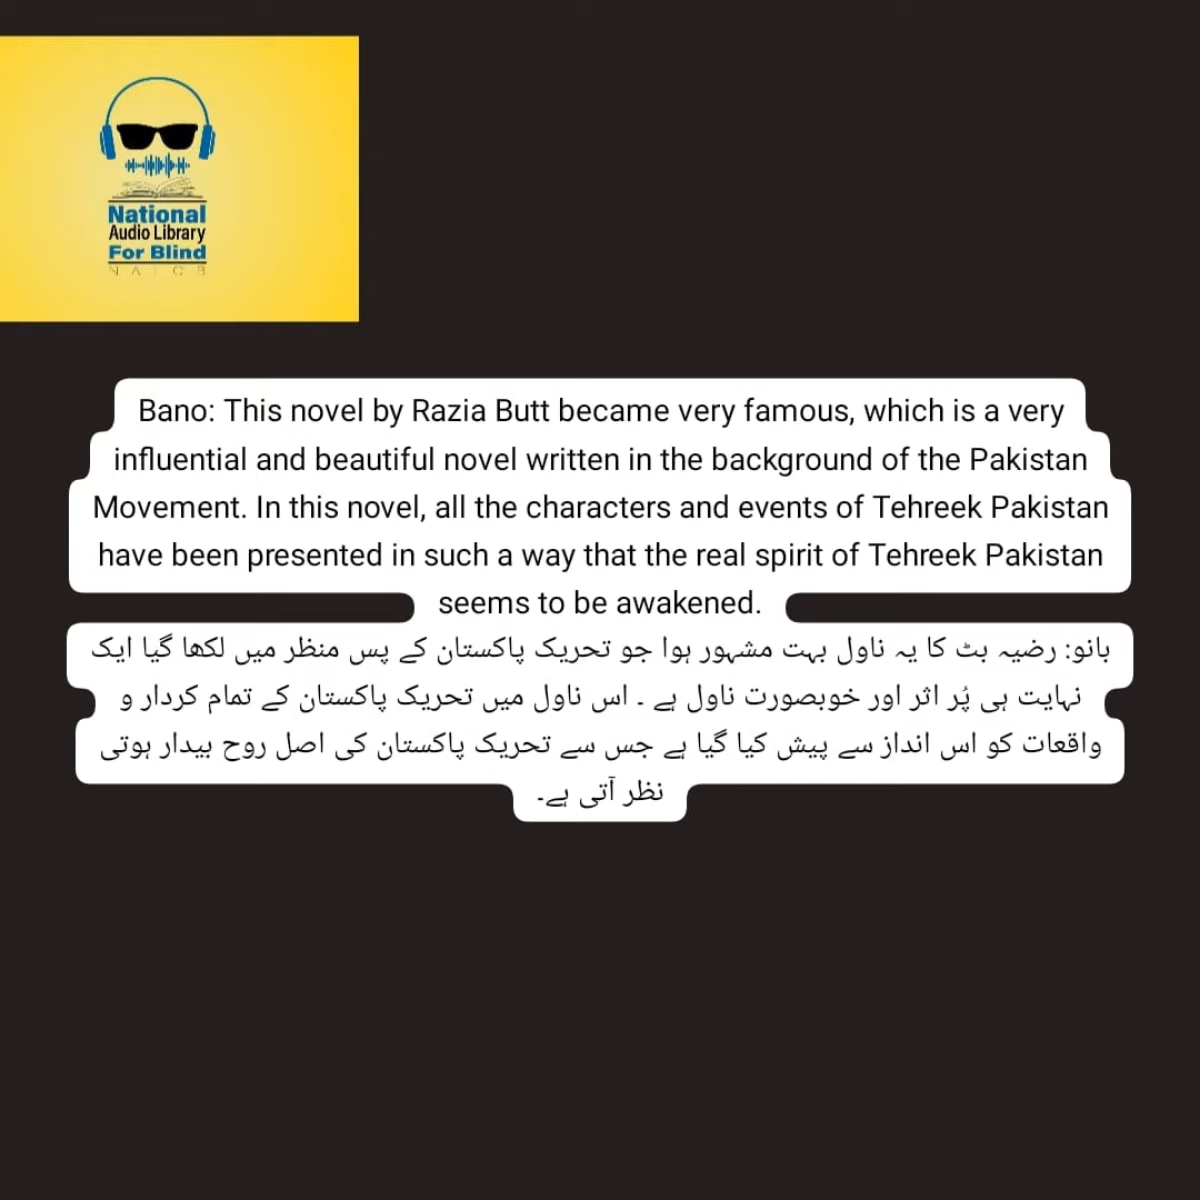 National
Audio Library
For Blind
N A L C B
Bano: This novel by Razia Butt became very famous, which is a very
influential and beautiful novel written in the background of the Pakistan
Movement. In this novel, all the characters and events of Tehreek Pakistan
have been presented in such a way that the real spirit of Tehreek Pakistan
seems to be awakened.
بانو: رضیہ بٹ کا یہ ناول بہت مشہور ہوا جو تحریک پاکستان کے پس منظر میں لکھا گیا ایک
نہایت ہی پُر اثر اور خوبصورت ناول ہے ۔ اس ناول میں تحریک پاکستان کے تمام کردار و
واقعات کو اس انداز سے پیش کیا گیا ہے جس سے تحریک پاکستان کی اصل روح بیدار ہوتی
نظر آتی ہے۔